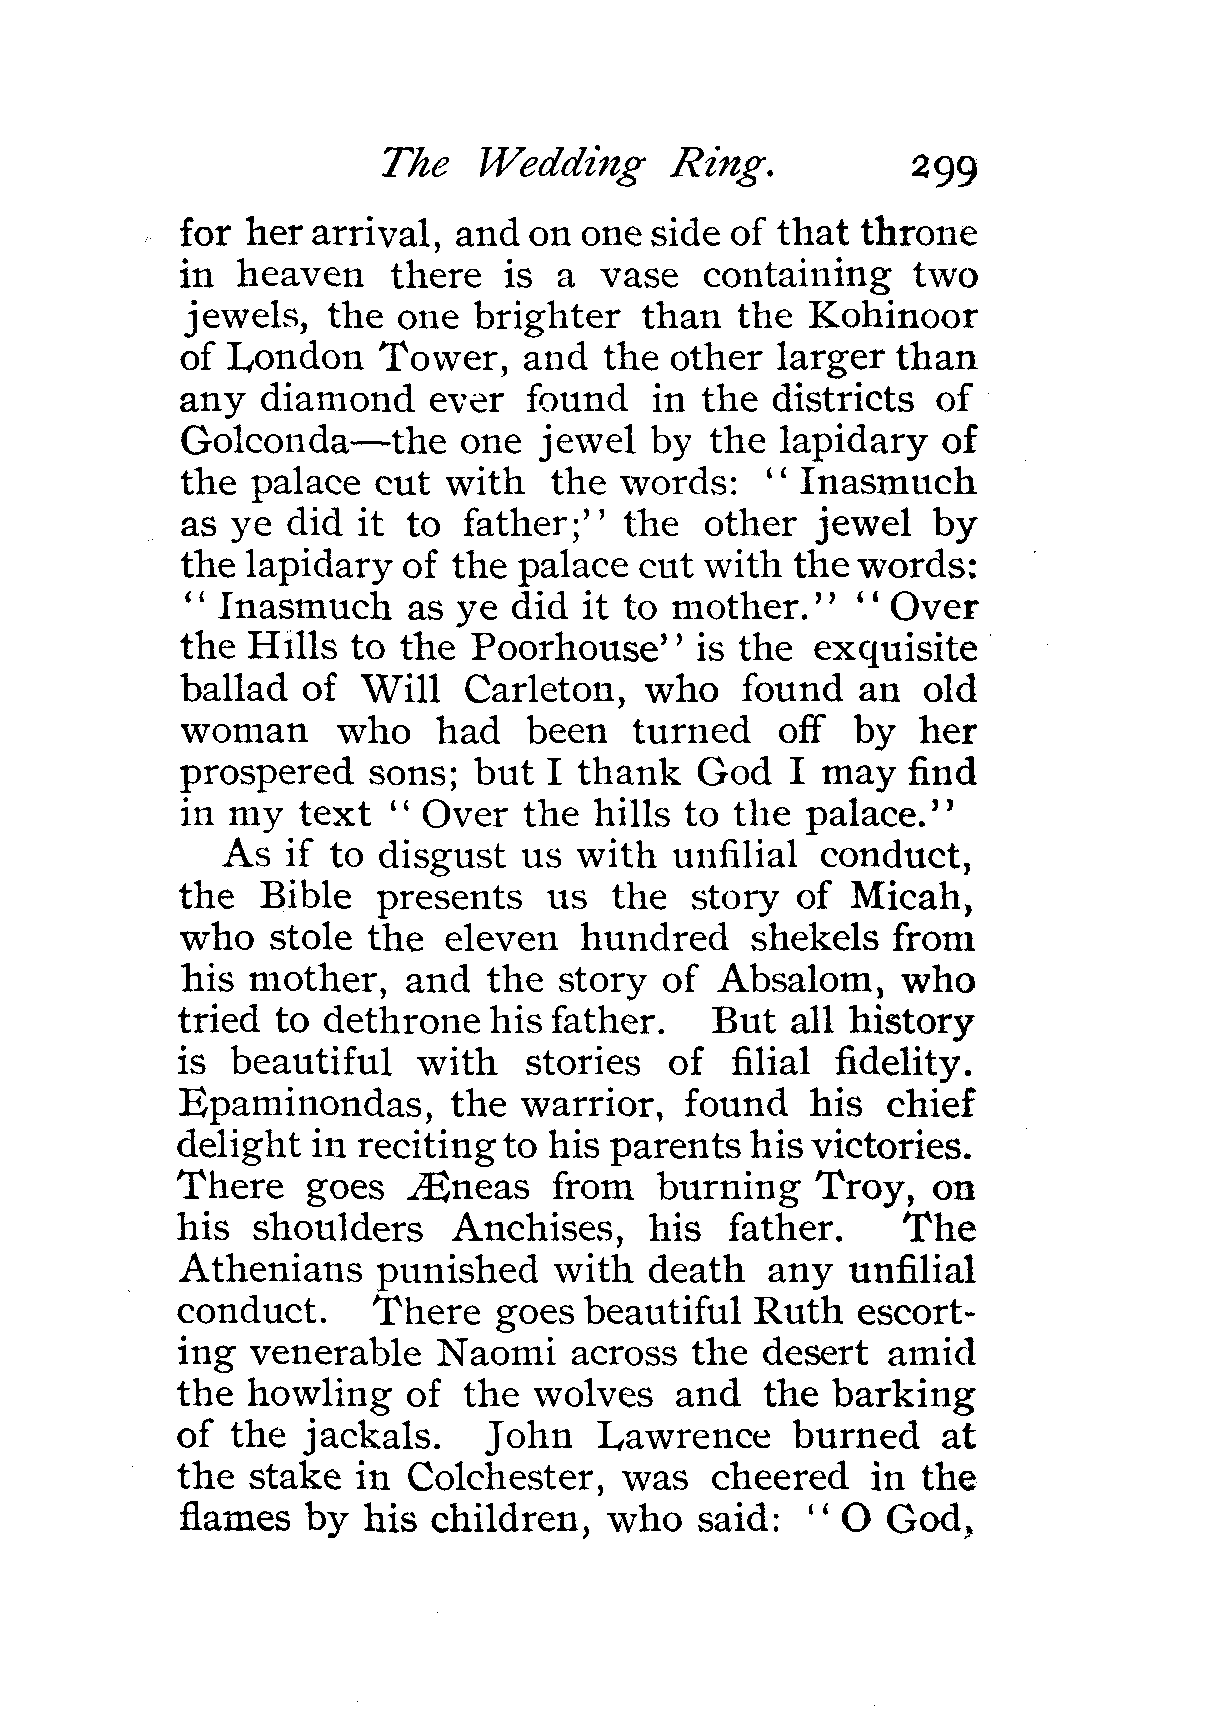 The Wedding Ring. 299
for her arrival, and on one side of that throne
in heaven there is a vase containing two
jewels, the one brighter than the Kohinoor
of London Tower, and the other larger than
any diamond ever found in the districts of
Golconda—the one jewel by the lapidary of
the palace cut with the words: "Inasmuch
as ye did it to father;" the other jewel by
the lapidary of the palace cut with the words:
"Inasmuch as ye did it to mother." "Over
the Hills to the Poorhouse" is the exquisite
ballad of Will Carleton, who found an old
woman who had been turned off by her
prospered sons; but I thank God I may find
in my text "Over the hills to the palace."
As if to disgust us with unfilial conduct,
the Bible presents us the story of Micah,
who stole the eleven hundred shekels from
his mother, and the story of Absalom, who
tried to dethrone his father. But all history
is beautiful with stories of filial fidelity.
Epaminondas, the warrior, found his chief
delight in reciting to his parents his victories.
There goes Æneas from burning Troy, on
his shoulders Anchises, his father. The
Athenians punished with death any unfilial
conduct. There goes beautiful Ruth escort-
ing venerable Naomi across the desert amid
the howling of the wolves and the barking
of the jackals. John Lawrence burned at
the stake in Colchester, was cheered in the
flames by his children, who said: "O God,